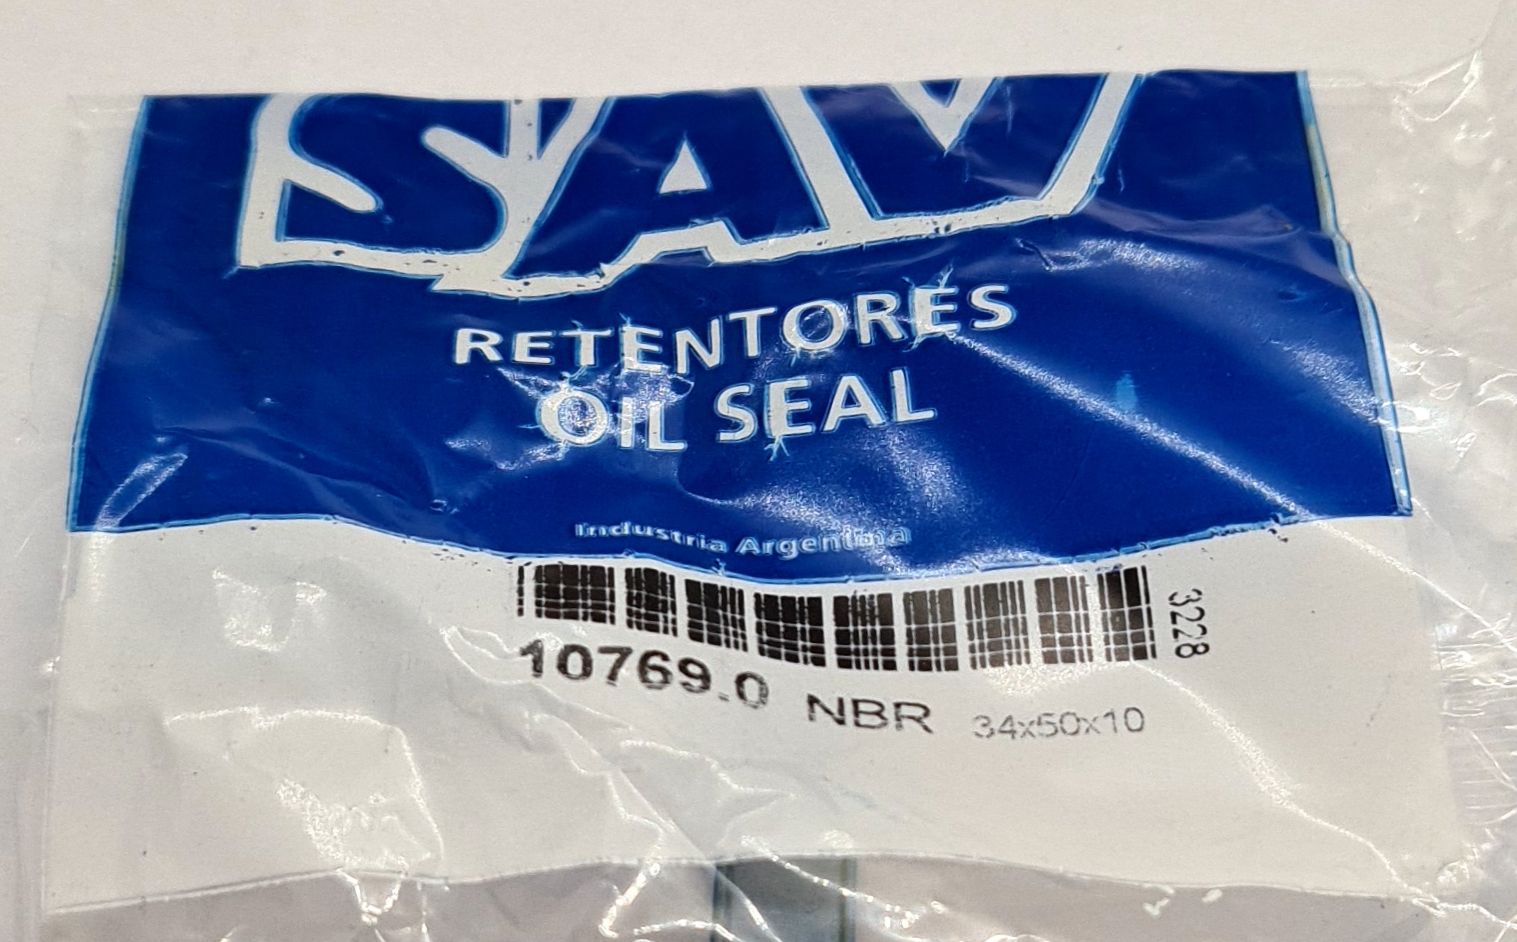 SAV
RETENTORES
OIL SEAL
Industria Argentina
3228
10769.0 NBR 34x50x10